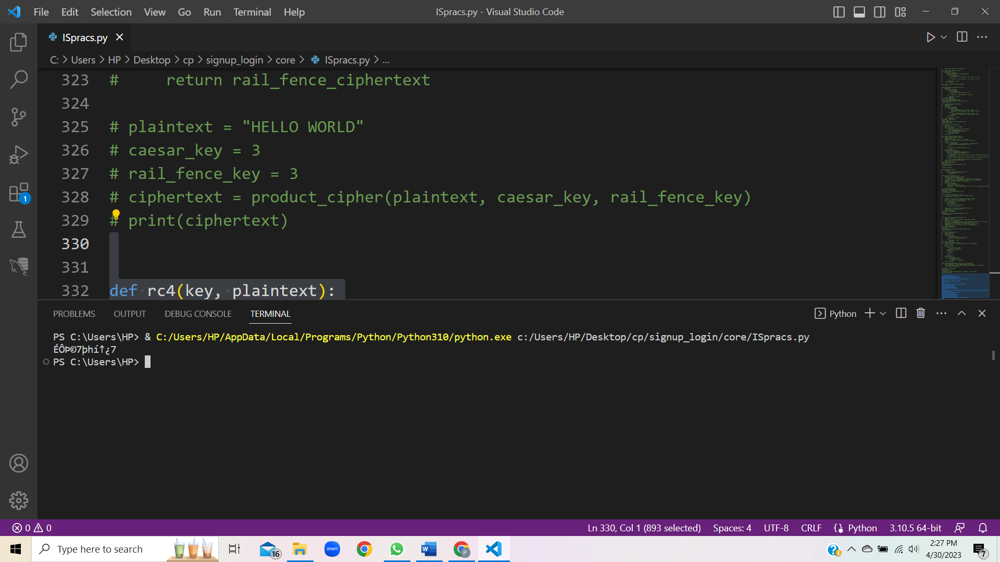 File Edit Selection View Go Run Terminal Help ISpracs.py - Visual Studio Code
ISpracs.py
C: > Users > HP > Desktop > cp > signup_login > core > ISpracs.py > ...
323 #     return rail_fence_ciphertext
324
325 # plaintext = "HELLO WORLD"
326 # caesar_key = 3
327 # rail_fence_key = 3
328 # ciphertext = product_cipher(plaintext, caesar_key, rail_fence_key)
329 # print(ciphertext)
330
331
332 def rc4(key, plaintext):
PROBLEMS OUTPUT DEBUG CONSOLE TERMINAL Python
PS C:\Users\HP> & C:/Users/HP/AppData/Local/Programs/Python/Python310/python.exe c:/Users/HP/Desktop/cp/signup_login/core/ISpracs.py
ÉÔÞ©7þhí↑¿7
PS C:\Users\HP>
1
0 0 Ln 330, Col 1 (893 selected) Spaces: 4 UTF-8 CRLF Python 3.10.5 64-bit
Type here to search 16 zoom W P 2:27 PM
4/30/2023 7